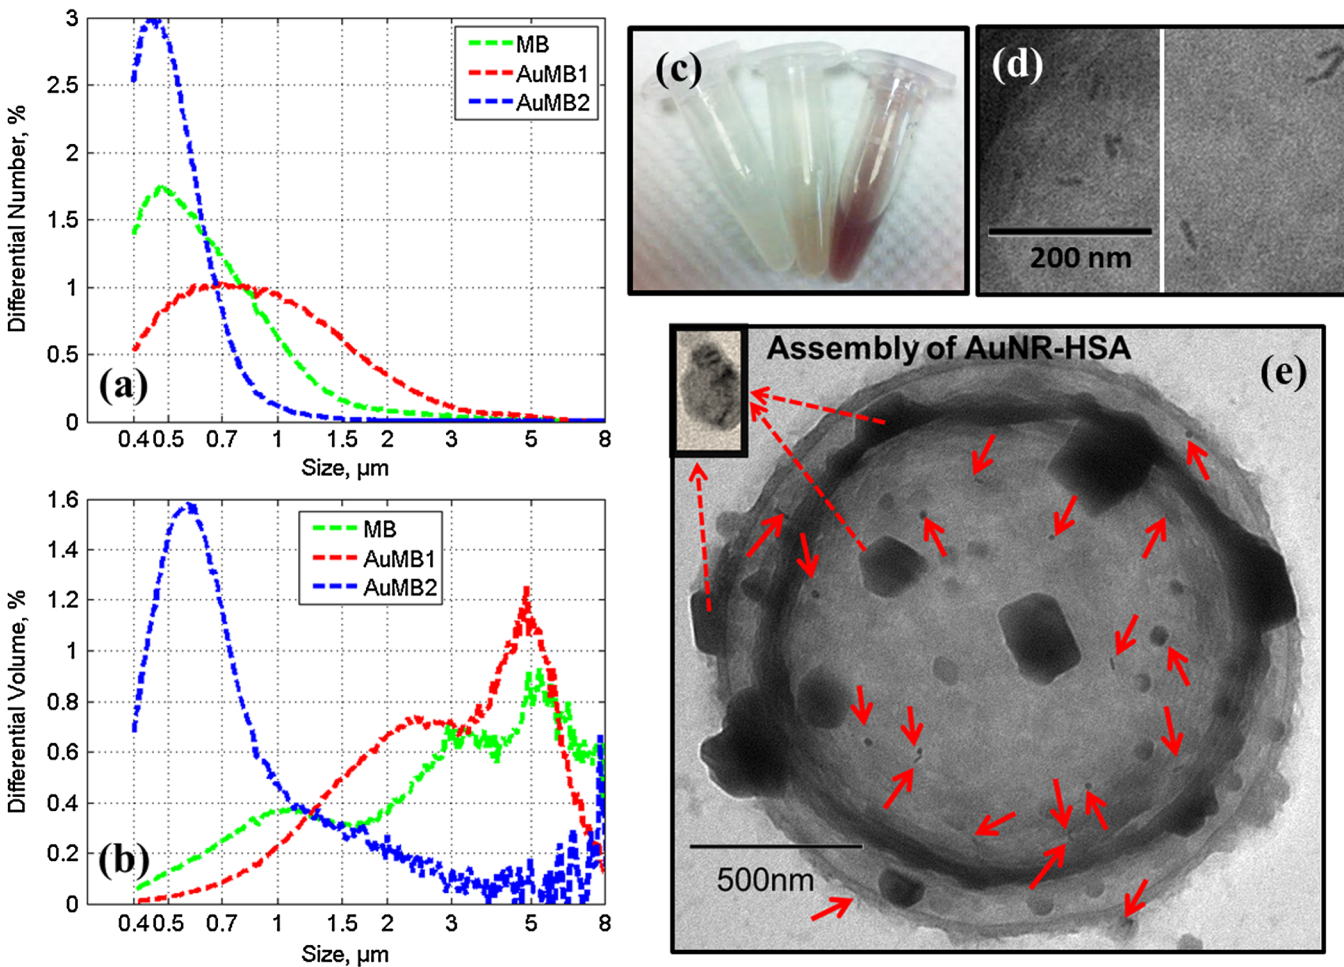 3
2.5
2
1.5
1
0.5
0
Differential Number, %
MB
AuMB1
AuMB2
(a)
0.4 0.5 0.7 1 1.5 2 3 5 8
Size, µm
1.6
1.4
1.2
1
0.8
0.6
0.4
0.2
0
Differential Volume, %
MB
AuMB1
AuMB2
(b)
0.4 0.5 0.7 1 1.5 2 3 5 8
Size, µm
(c)
(d)
200 nm
Assembly of AuNR-HSA
(e)
500nm